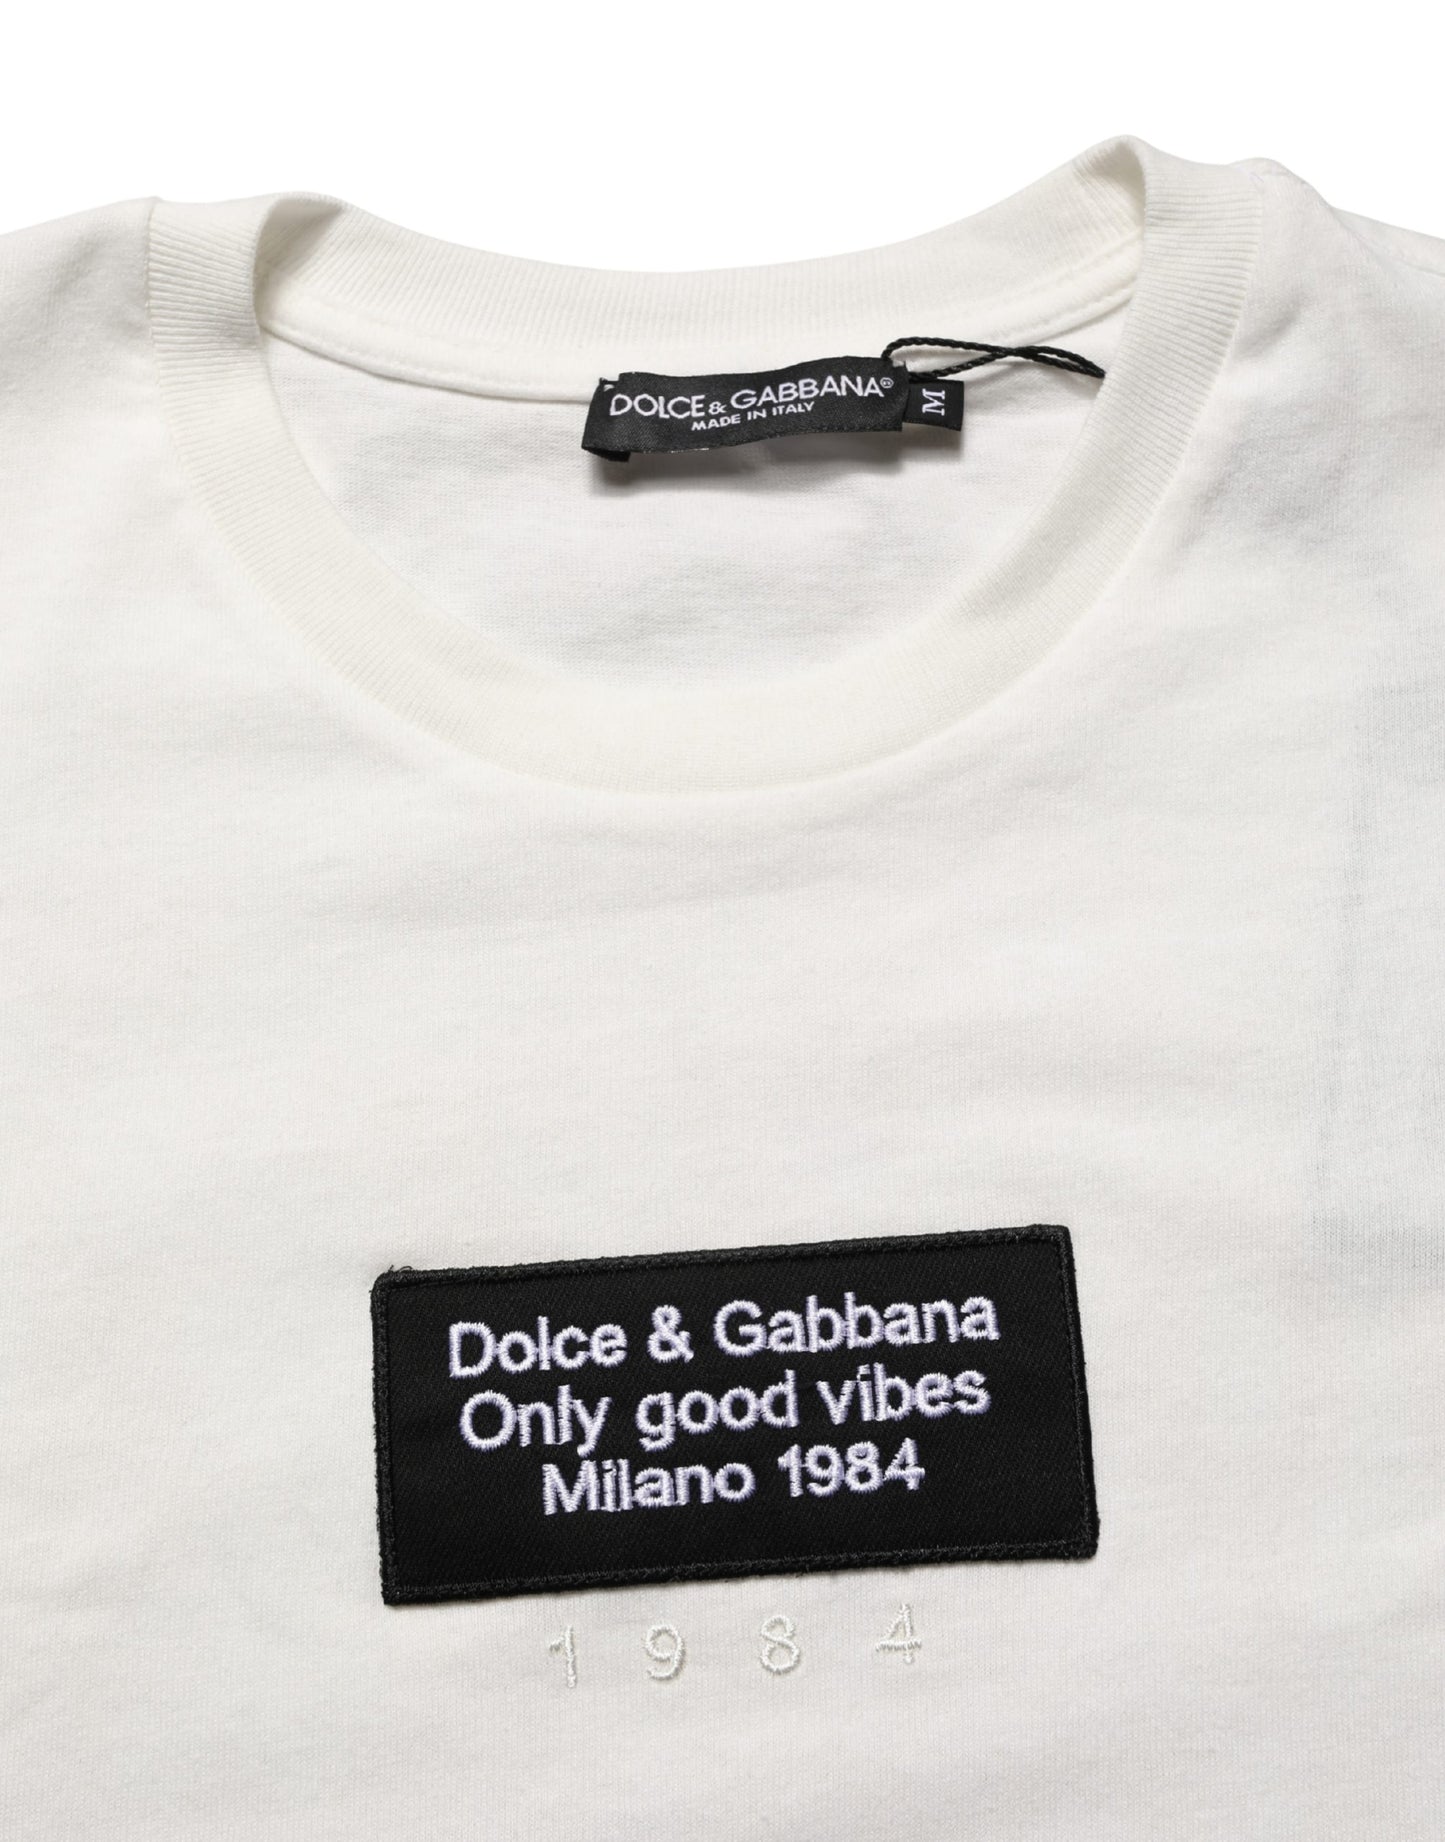 DOLCE & GABBANA®
MADE IN ITALY
M
Dolce & Gabbana
Only good vibes
Milano 1984
1984